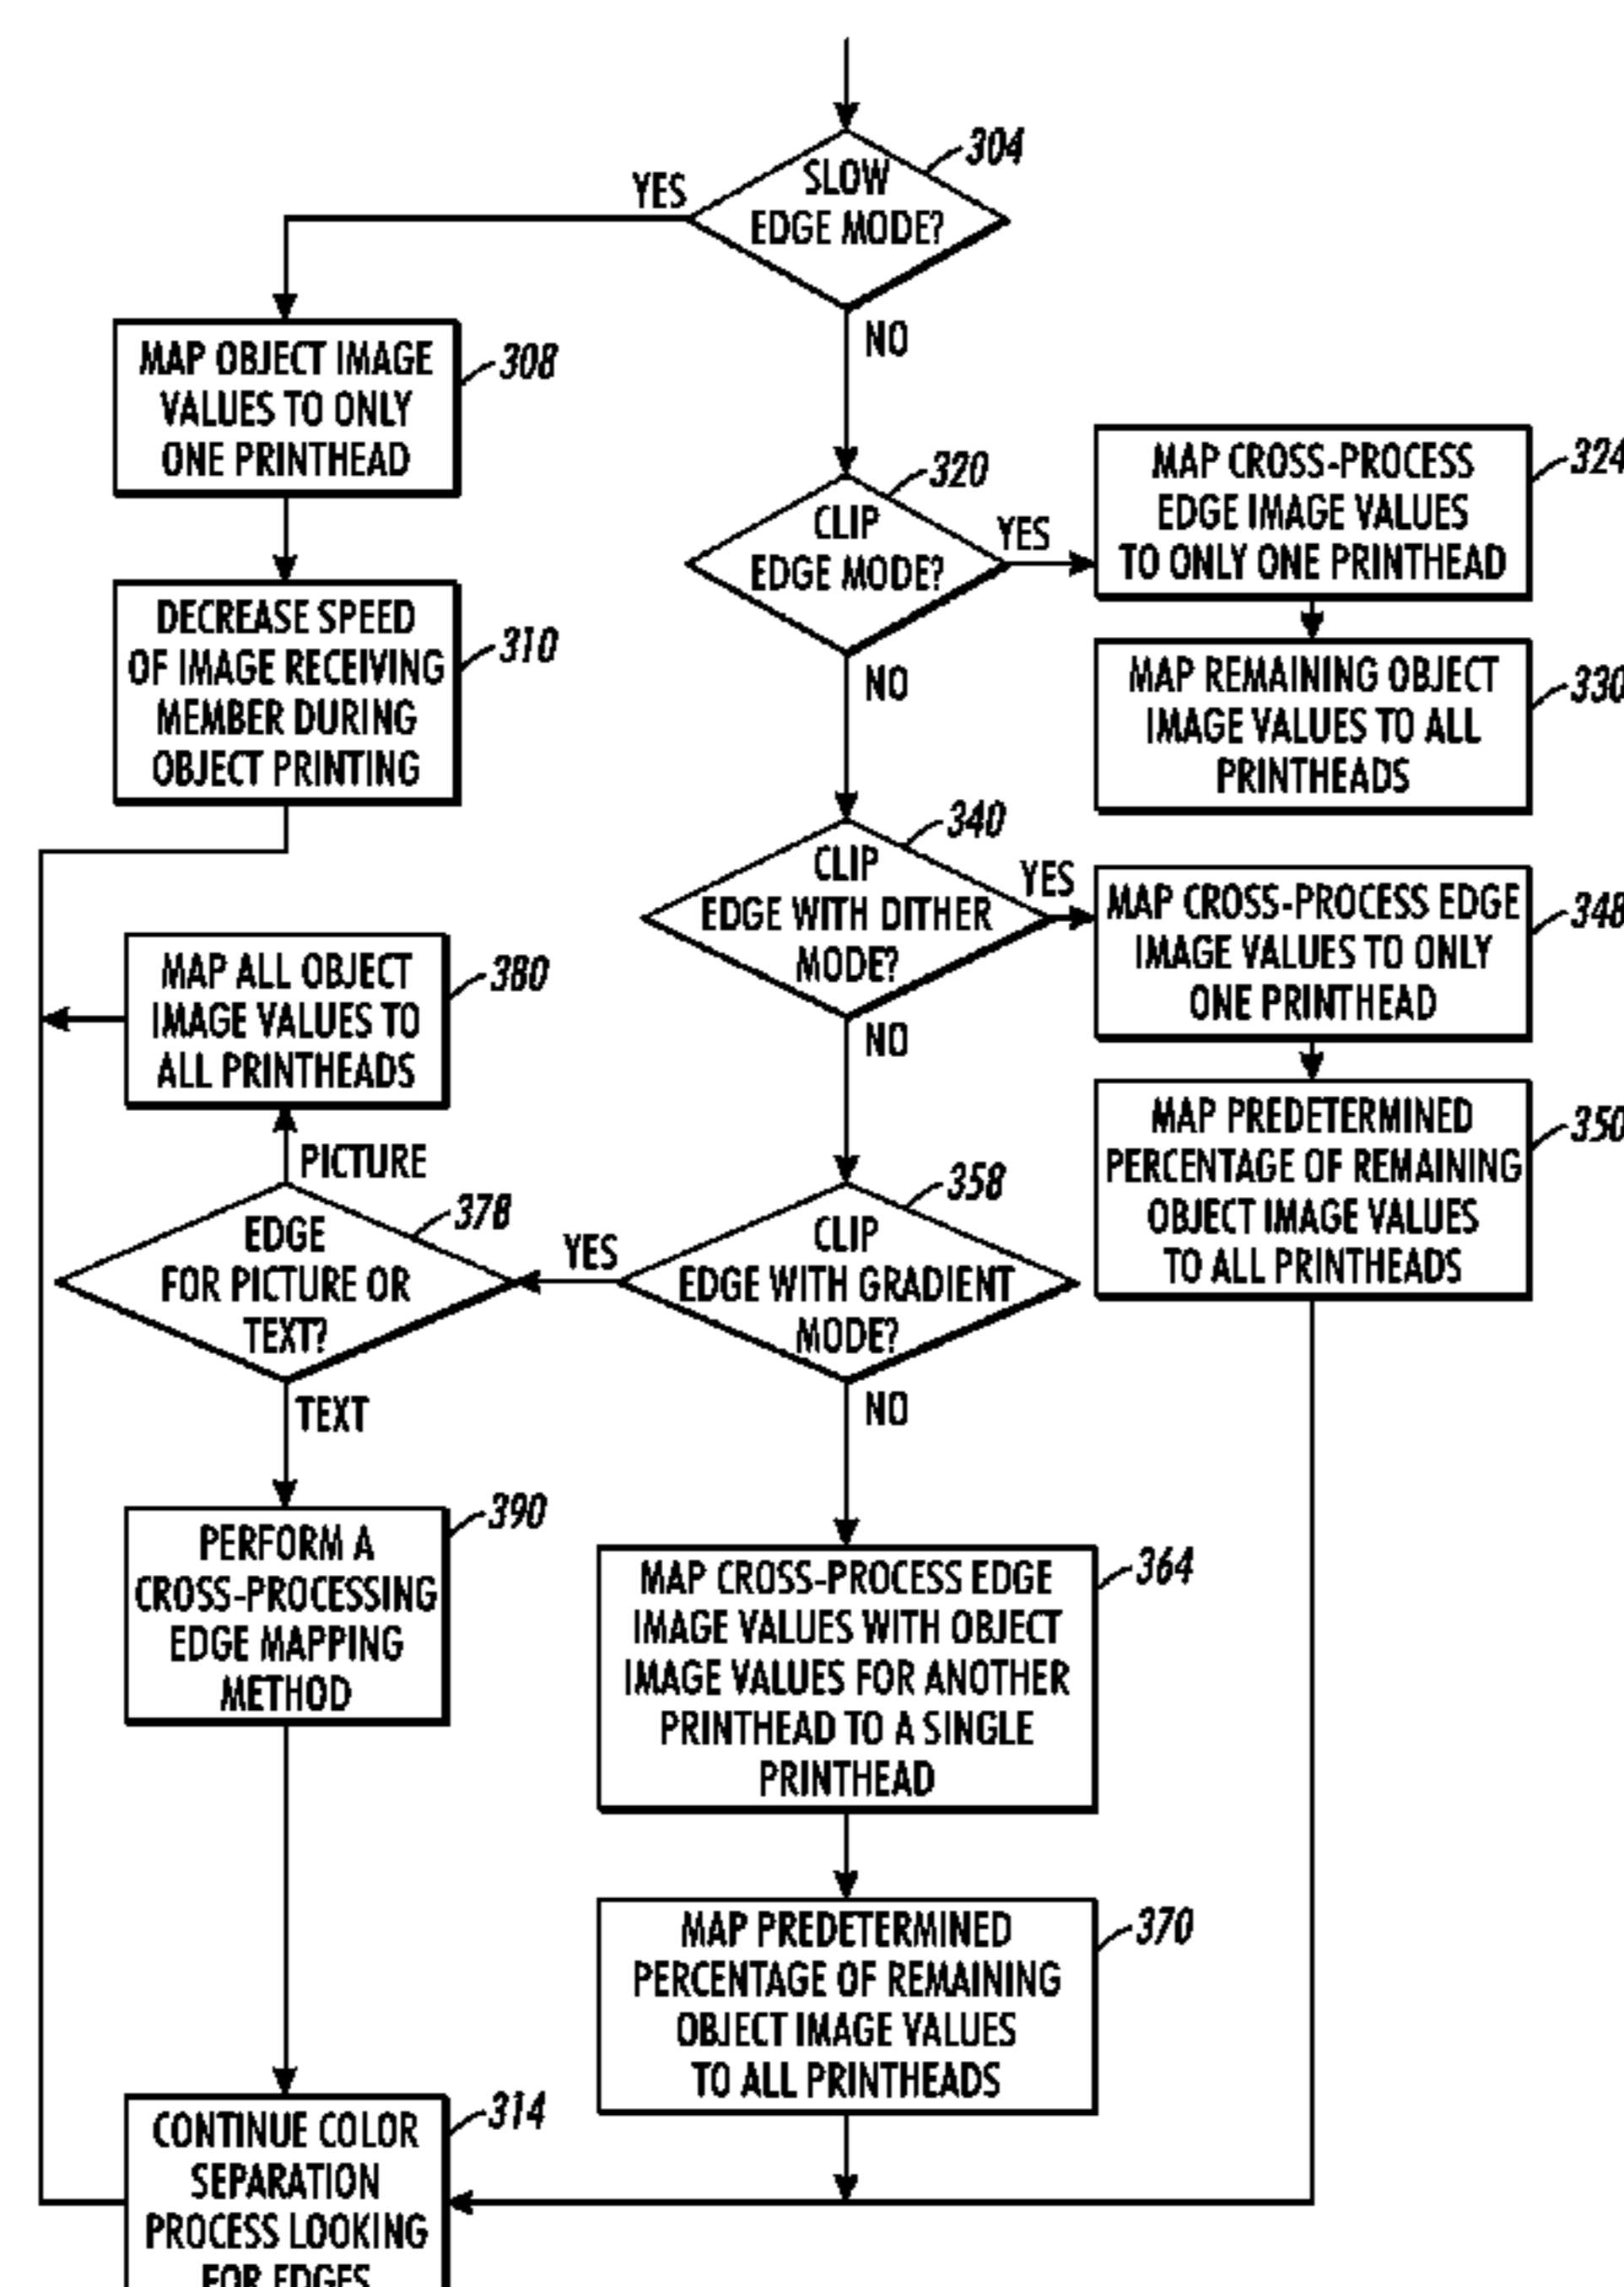 304
SLOW
EDGE MODE?
YES
NO
MAP OBJECT IMAGE
VALUES TO ONLY
ONE PRINTHEAD
308
DECREASE SPEED
OF IMAGE RECEIVING
MEMBER DURING
OBJECT PRINTING
310
320
CLIP
EDGE MODE?
YES
NO
MAP CROSS-PROCESS
EDGE IMAGE VALUES
TO ONLY ONE PRINTHEAD
324
MAP REMAINING OBJECT
IMAGE VALUES TO ALL
PRINTHEADS
330
340
CLIP
EDGE WITH DITHER
MODE?
YES
NO
MAP CROSS-PROCESS EDGE
IMAGE VALUES TO ONLY
ONE PRINTHEAD
348
MAP PREDETERMINED
PERCENTAGE OF REMAINING
OBJECT IMAGE VALUES
TO ALL PRINTHEADS
350
MAP ALL OBJECT
IMAGE VALUES TO
ALL PRINTHEADS
380
PICTURE
378
EDGE
FOR PICTURE OR
TEXT?
TEXT
358
CLIP
EDGE WITH GRADIENT
MODE?
YES
NO
PERFORM A
CROSS-PROCESSING
EDGE MAPPING
METHOD
390
MAP CROSS-PROCESS EDGE
IMAGE VALUES WITH OBJECT
IMAGE VALUES FOR ANOTHER
PRINTHEAD TO A SINGLE
PRINTHEAD
364
MAP PREDETERMINED
PERCENTAGE OF REMAINING
OBJECT IMAGE VALUES
TO ALL PRINTHEADS
370
CONTINUE COLOR
SEPARATION
PROCESS LOOKING
FOR EDGES
314